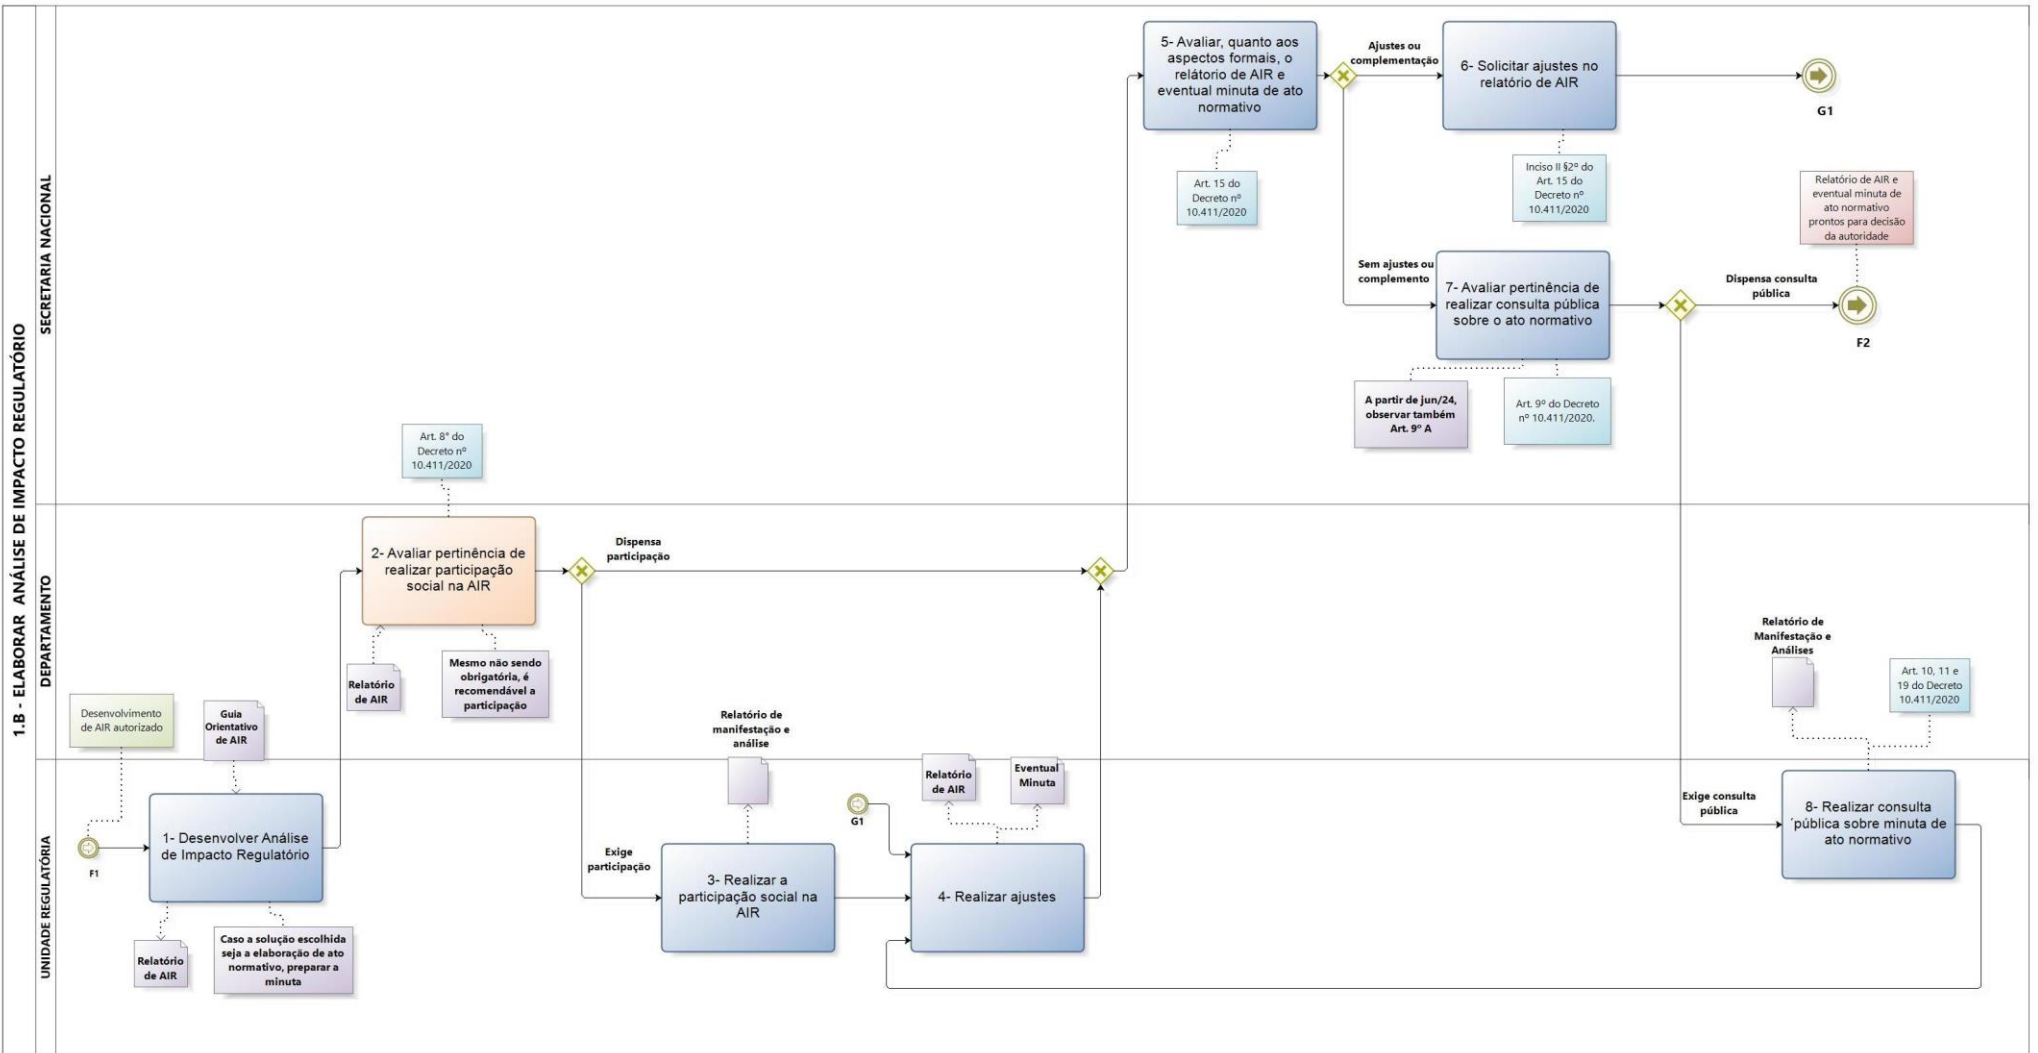 1.B - ELABORAR ANÁLISE DE IMPACTO REGULATÓRIO
SECRETARIA NACIONAL
5- Avaliar, quanto aos
aspectos formais, o
relátorio de AIR e
eventual minuta de ato
normativo
Ajustes ou
complementação
6- Solicitar ajustes no
relatório de AIR
G1
Art. 15 do
Decreto nº
10.411/2020
Inciso II §2º do
Art. 15 do
Decreto nº
10.411/2020
Relatório de AIR e
eventual minuta de
ato normativo
prontos para decisão
da autoridade
Sem ajustes ou
complemento
7- Avaliar pertinência de
realizar consulta pública
sobre o ato normativo
Dispensa consulta
pública
F2
A partir de jun/24,
observar também
Art. 9º A
Art. 9º do Decreto
nº 10.411/2020.
DEPARTAMENTO
Art. 8° do
Decreto nº
10.411/2020
2- Avaliar pertinência de
realizar participação
social na AIR
Dispensa
participação
Relatório
de AIR
Mesmo não sendo
obrigatória, é
recomendável a
participação
Relatório de
Manifestação e
Análises
Art. 10, 11 e
19 do Decreto
10.411/2020
UNIDADE REGULATÓRIA
Desenvolvimento
de AIR autorizado
Guia
Orientativo
de AIR
F1
1- Desenvolver Análise
de Impacto Regulatório
Relatório
de AIR
Caso a solução escolhida
seja a elaboração de ato
normativo, preparar a
minuta
Exige
participação
Relatório de
manifestação e
análise
3- Realizar a
participação social na
AIR
G1
Relatório
de AIR
Eventual
Minuta
4- Realizar ajustes
Exige consulta
pública
8- Realizar consulta
pública sobre minuta de
ato normativo